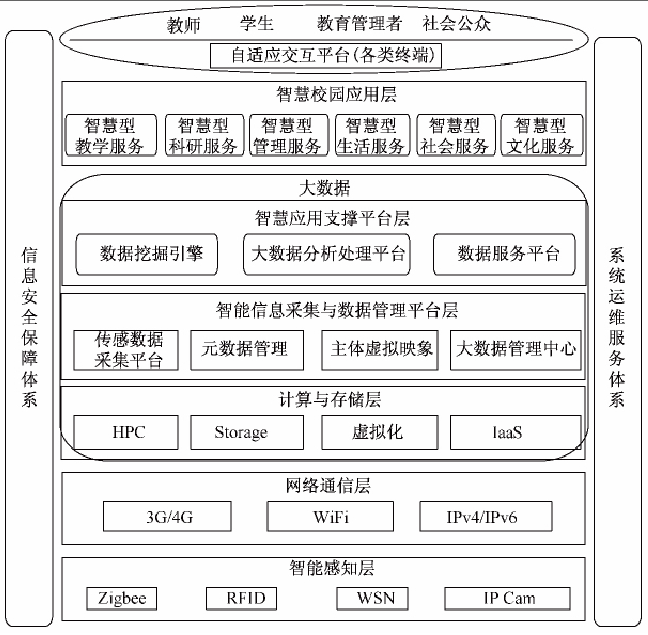 教师 学生 教育管理者 社会公众
自适应交互平台(各类终端)
智慧校园应用层
智慧型
教学服务
智慧型
科研服务
智慧型
管理服务
智慧型
生活服务
智慧型
社会服务
智慧型
文化服务
大数据
智慧应用支撑平台层
数据挖掘引擎 大数据分析处理平台 数据服务平台
智能信息采集与数据管理平台层
传感数据
采集平台
元数据管理 主体虚拟映象 大数据管理中心
计算与存储层
HPC Storage 虚拟化 IaaS
网络通信层
3G/4G WiFi IPv4/IPv6
智能感知层
Zigbee RFID WSN IP Cam
信息安全保障体系
系统运维服务体系